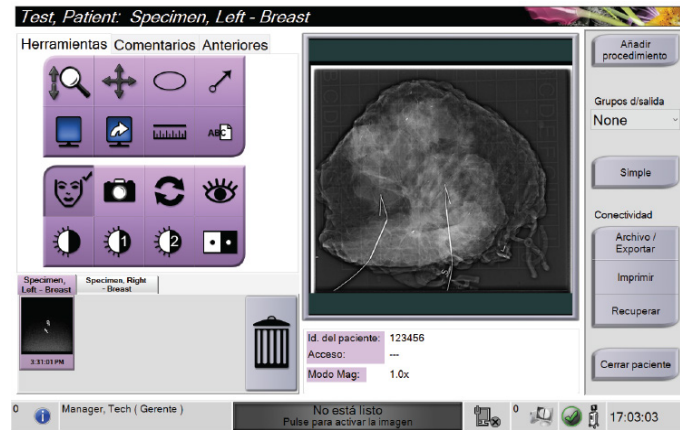 Test, Patient: Specimen, Left - Breast
Herramientas Comentarios Anteriores
ABC
1
2
Specimen, Left - Breast
Specimen, Right - Breast
3:31:01 PM
Id. del paciente: 123456
Acceso: ---
Modo Mag: 1.0x
Añadir
procedimiento
Grupos d/salida
None
Simple
Conectividad
Archivo /
Exportar
Imprimir
Recuperar
Cerrar paciente
0
Manager, Tech ( Gerente )
No está listo
Pulse para activar la imagen
0
17:03:03